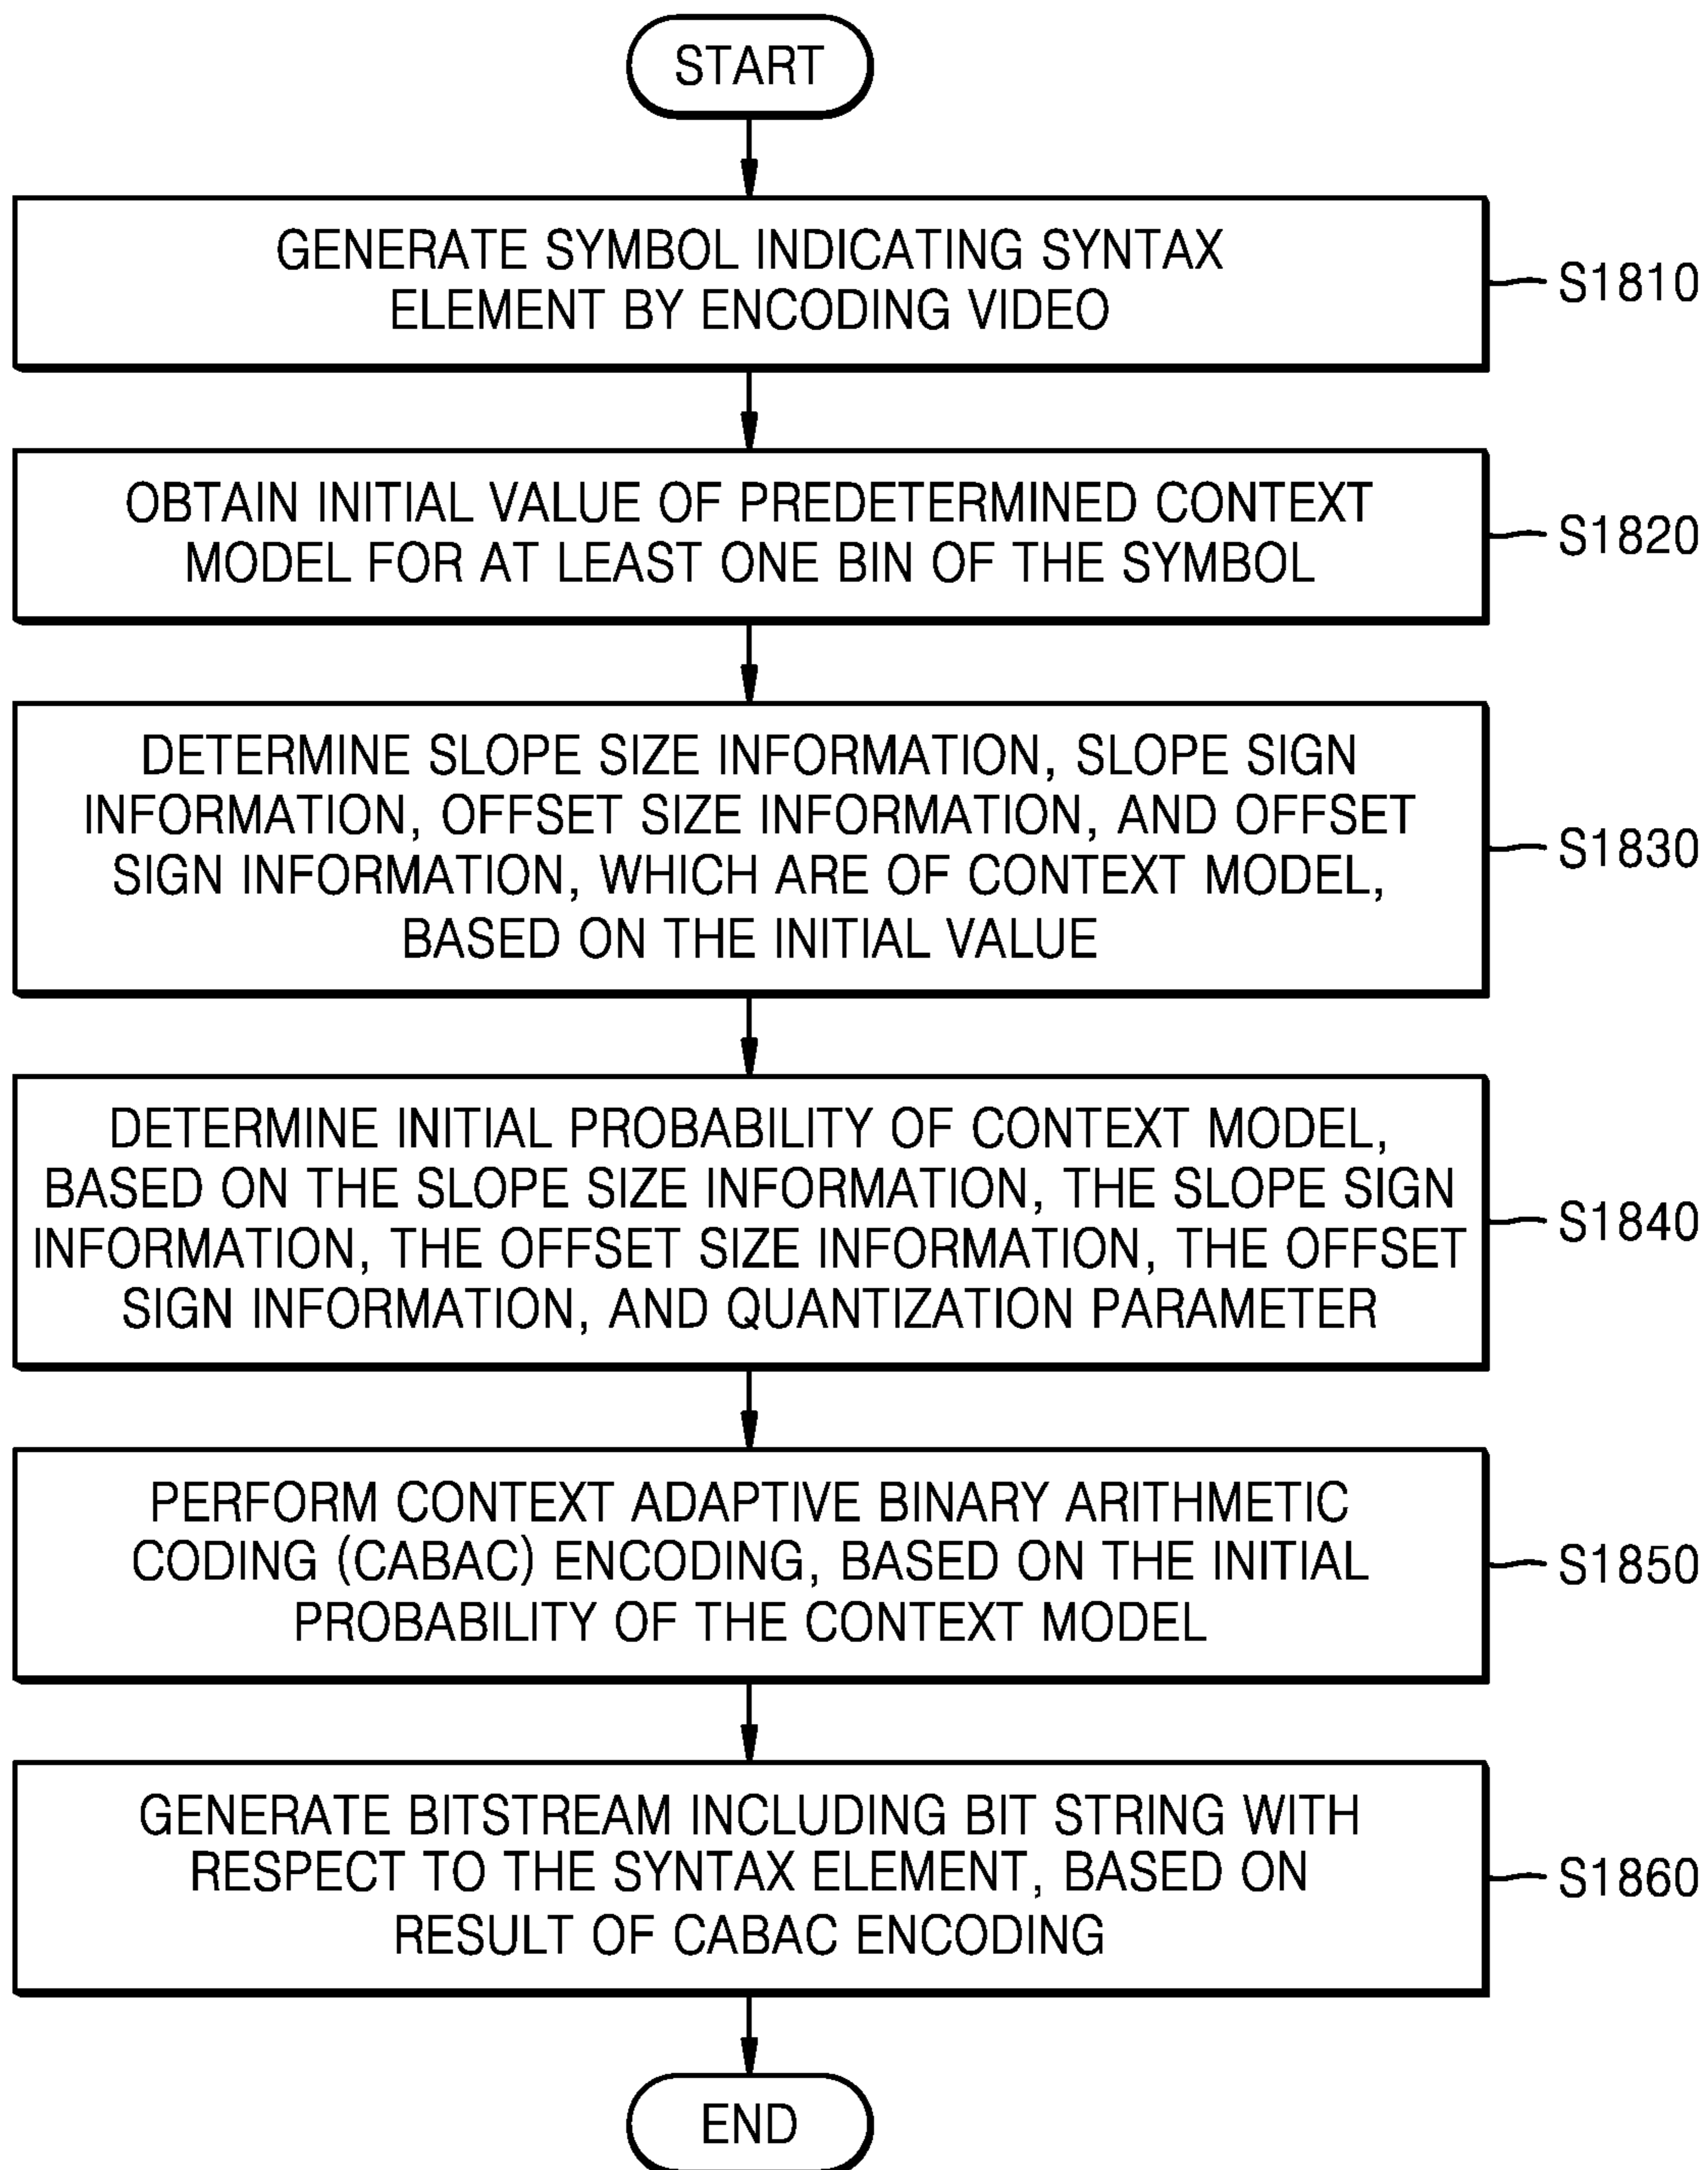 START
GENERATE SYMBOL INDICATING SYNTAX
ELEMENT BY ENCODING VIDEO
S1810
OBTAIN INITIAL VALUE OF PREDETERMINED CONTEXT
MODEL FOR AT LEAST ONE BIN OF THE SYMBOL
S1820
DETERMINE SLOPE SIZE INFORMATION, SLOPE SIGN
INFORMATION, OFFSET SIZE INFORMATION, AND OFFSET
SIGN INFORMATION, WHICH ARE OF CONTEXT MODEL,
BASED ON THE INITIAL VALUE
S1830
DETERMINE INITIAL PROBABILITY OF CONTEXT MODEL,
BASED ON THE SLOPE SIZE INFORMATION, THE SLOPE SIGN
INFORMATION, THE OFFSET SIZE INFORMATION, THE OFFSET
SIGN INFORMATION, AND QUANTIZATION PARAMETER
S1840
PERFORM CONTEXT ADAPTIVE BINARY ARITHMETIC
CODING (CABAC) ENCODING, BASED ON THE INITIAL
PROBABILITY OF THE CONTEXT MODEL
S1850
GENERATE BITSTREAM INCLUDING BIT STRING WITH
RESPECT TO THE SYNTAX ELEMENT, BASED ON
RESULT OF CABAC ENCODING
S1860
END